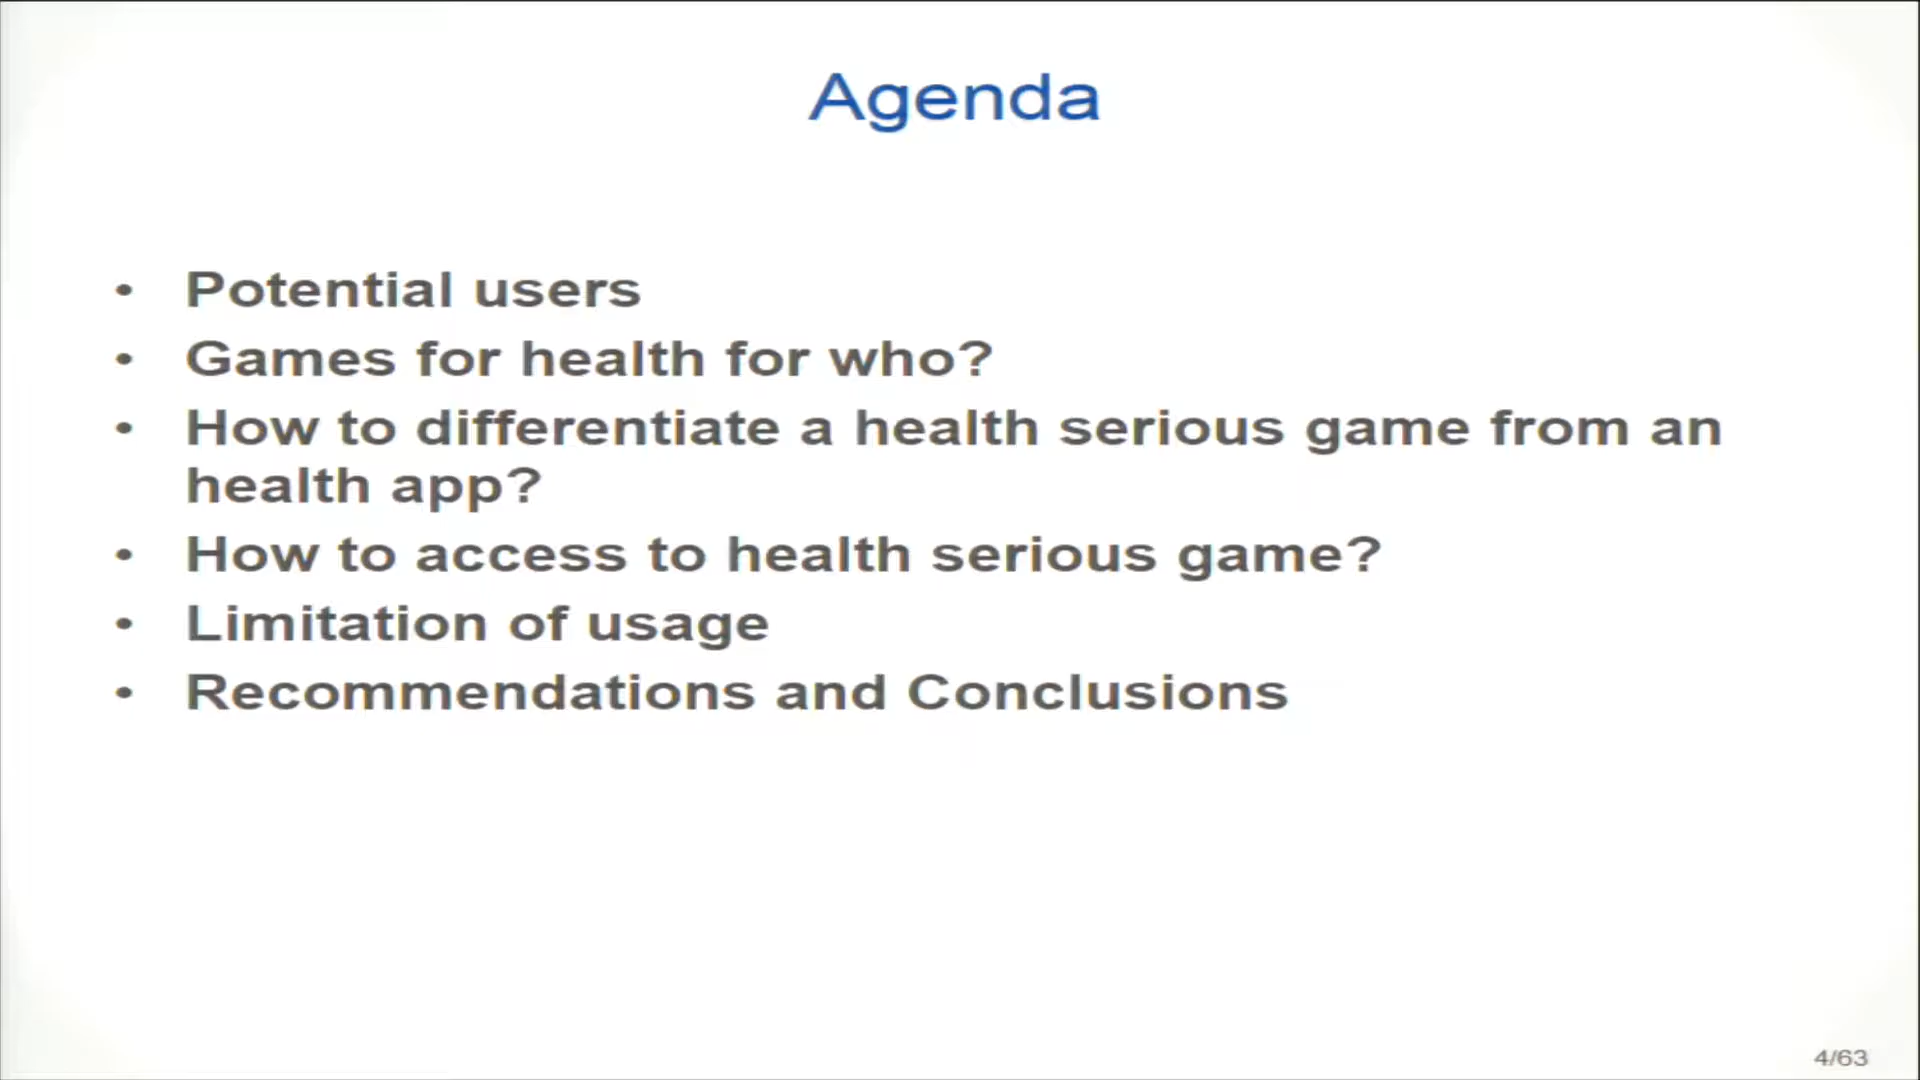 Agenda
• Potential users
• Games for health for who?
• How to differentiate a health serious game from an
health app?
• How to access to health serious game?
• Limitation of usage
• Recommendations and Conclusions
4/63